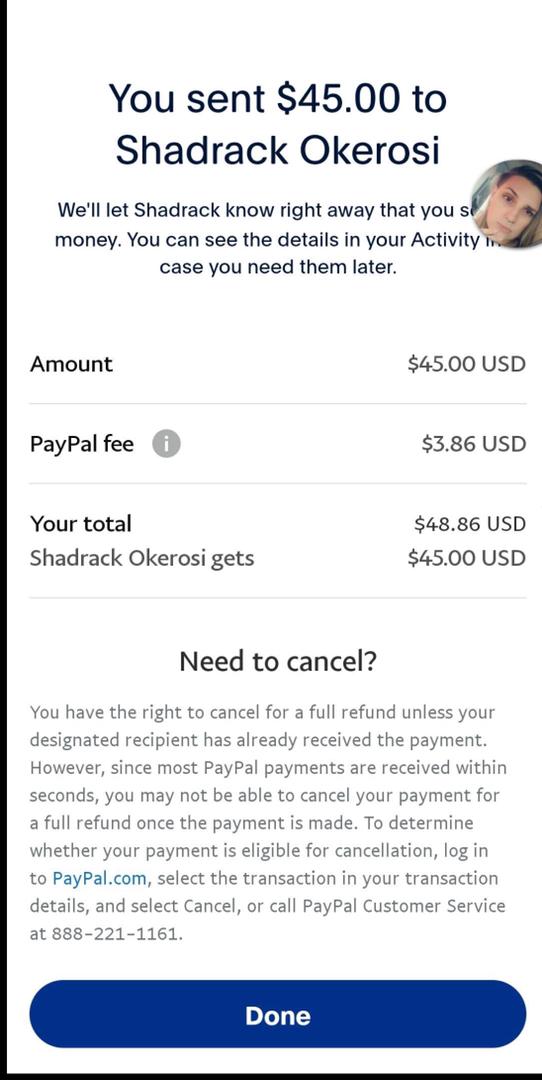 You sent $45.00 to
Shadrack Okerosi
We'll let Shadrack know right away that you
money. You can see the details in your Activity in
case you need them later.
Amount $45.00 USD
PayPal fee i $3.86 USD
Your total $48.86 USD
Shadrack Okerosi gets $45.00 USD
Need to cancel?
You have the right to cancel for a full refund unless your
designated recipient has already received the payment.
However, since most PayPal payments are received within
seconds, you may not be able to cancel your payment for
a full refund once the payment is made. To determine
whether your payment is eligible for cancellation, log in
to PayPal.com, select the transaction in your transaction
details, and select Cancel, or call PayPal Customer Service
at 888-221-1161.
Done